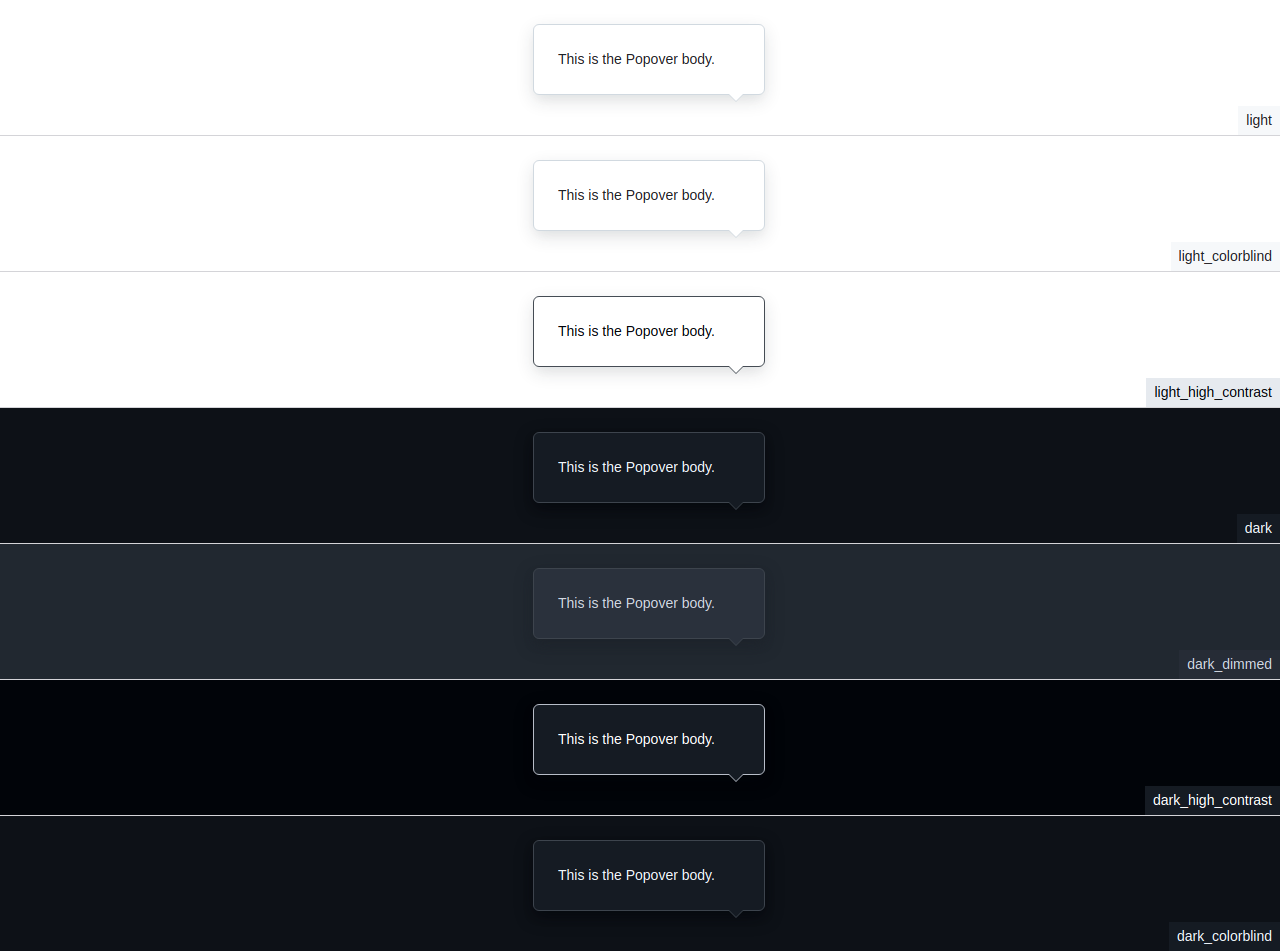 This is the Popover body.
light
This is the Popover body.
light_colorblind
This is the Popover body.
light_high_contrast
This is the Popover body.
dark
This is the Popover body.
dark_dimmed
This is the Popover body.
dark_high_contrast
This is the Popover body.
dark_colorblind